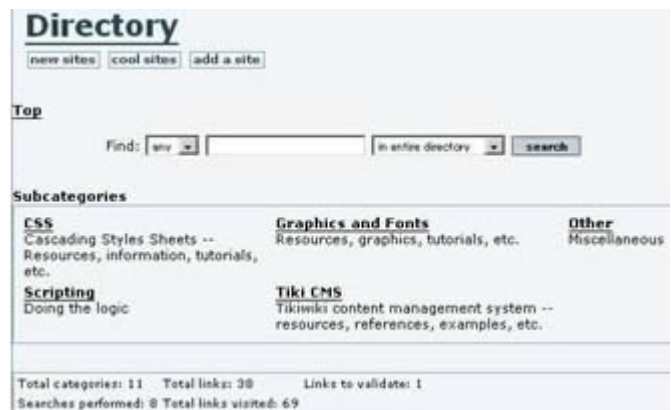 Directory
new sites cool sites add a site
Top
Find: any in entire directory search
Subcategories
CSS
Cascading Styles Sheets --
Resources, information, tutorials,
etc.
Graphics and Fonts
Resources, graphics, tutorials, etc.
Other
Miscellaneous
Scripting
Doing the logic
Tiki CMS
Tikiwiki content management system --
resources, references, examples, etc.
Total categories: 11 Total links: 38 Links to validate: 1
Searches performed: 8 Total links visited: 69